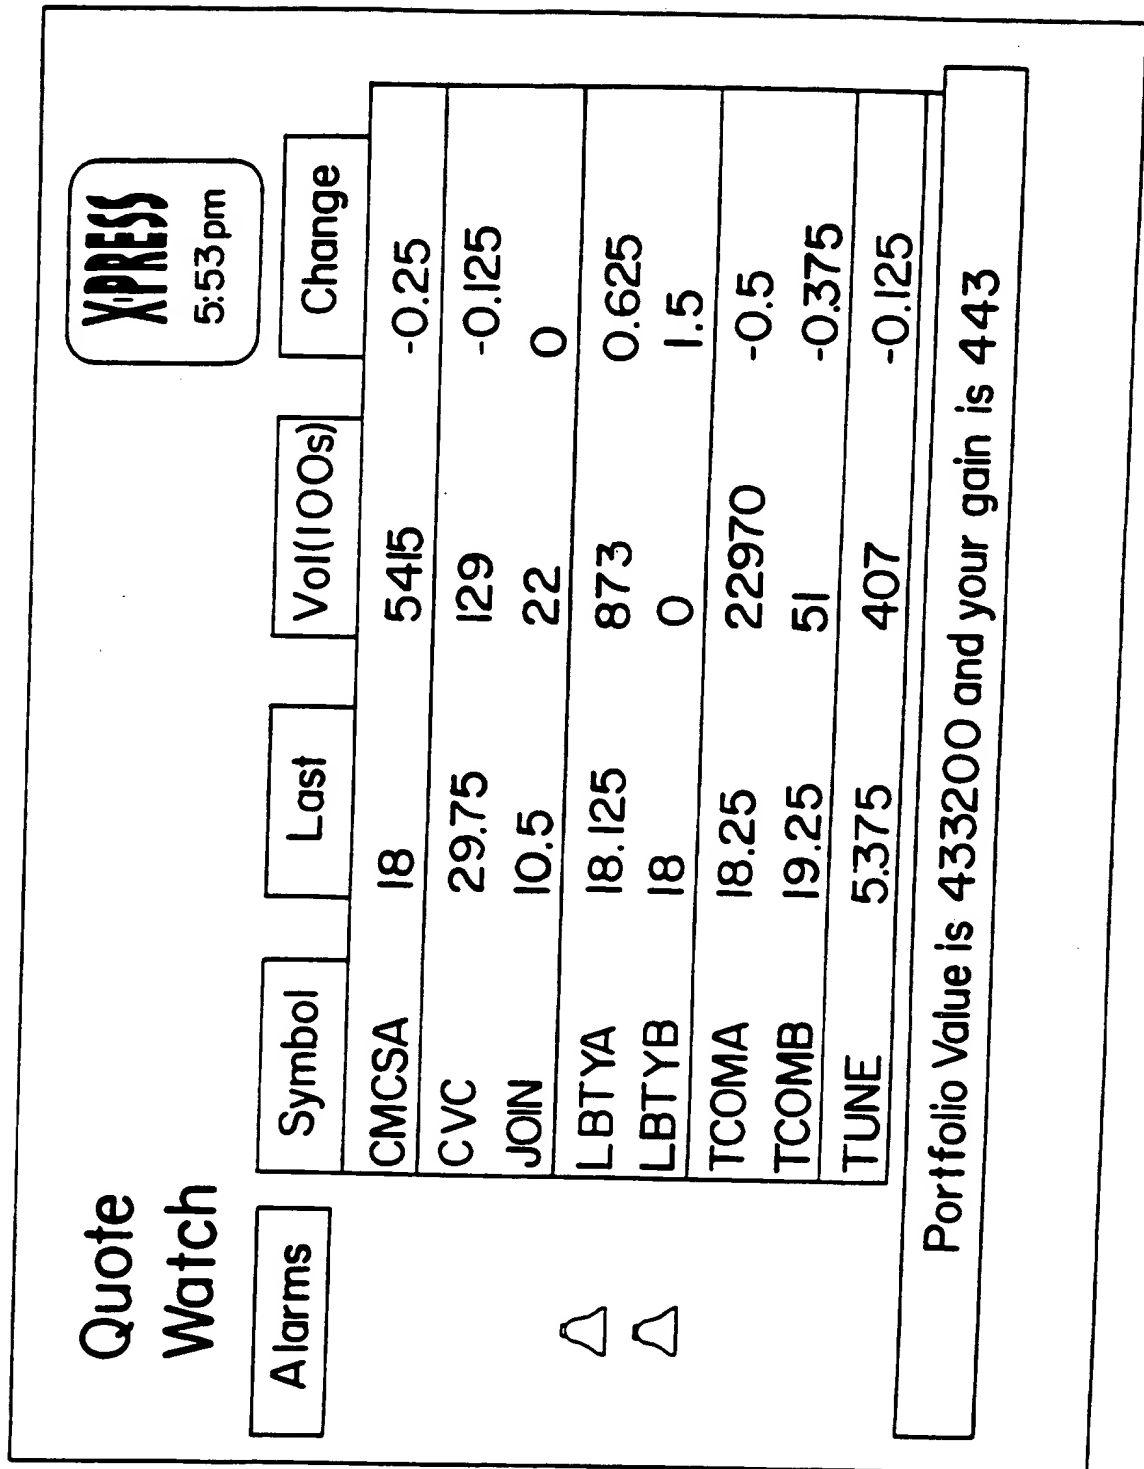 Quote
Watch
X·PRESS
5:53pm
Alarms Symbol Last Vol(100s) Change
CMCSA 18 5415 -0.25
CVC 29.75 129 -0.125
JOIN 10.5 22 0
LBTYA 18.125 873 0.625
LBTYB 18 0 1.5
TCOMA 18.25 22970 -0.5
TCOMB 19.25 51 -0.375
TUNE 5.375 407 -0.125
Portfolio Value is 433200 and your gain is 443